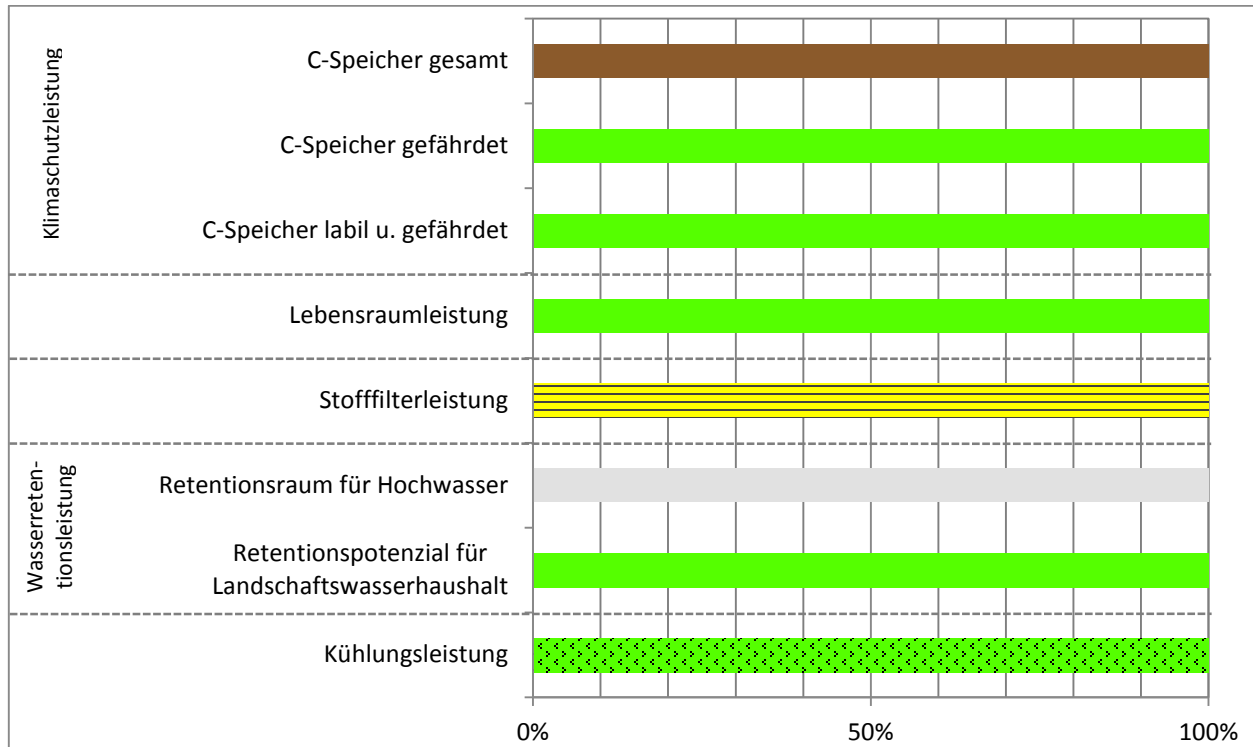 Klimaschutzleistung
C-Speicher gesamt
C-Speicher gefährdet
C-Speicher labil u. gefährdet
Lebensraumleistung
Stofffilterleistung
Wasserreten-
tionsleistung
Retentionsraum für Hochwasser
Retentionspotenzial für
Landschaftswasserhaushalt
Kühlungsleistung
0%
50%
100%